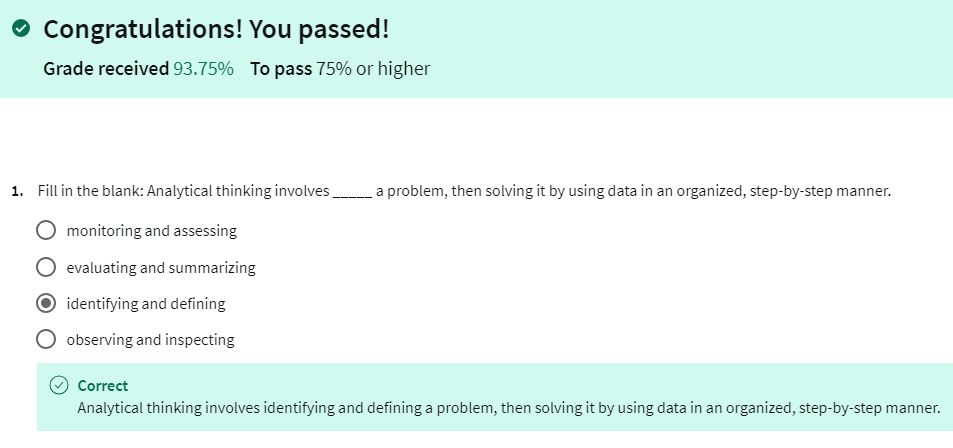 Congratulations! You passed!
Grade received 93.75% To pass 75% or higher
1. Fill in the blank: Analytical thinking involves _____ a problem, then solving it by using data in an organized, step-by-step manner.
monitoring and assessing
evaluating and summarizing
identifying and defining
observing and inspecting
Correct
Analytical thinking involves identifying and defining a problem, then solving it by using data in an organized, step-by-step manner.